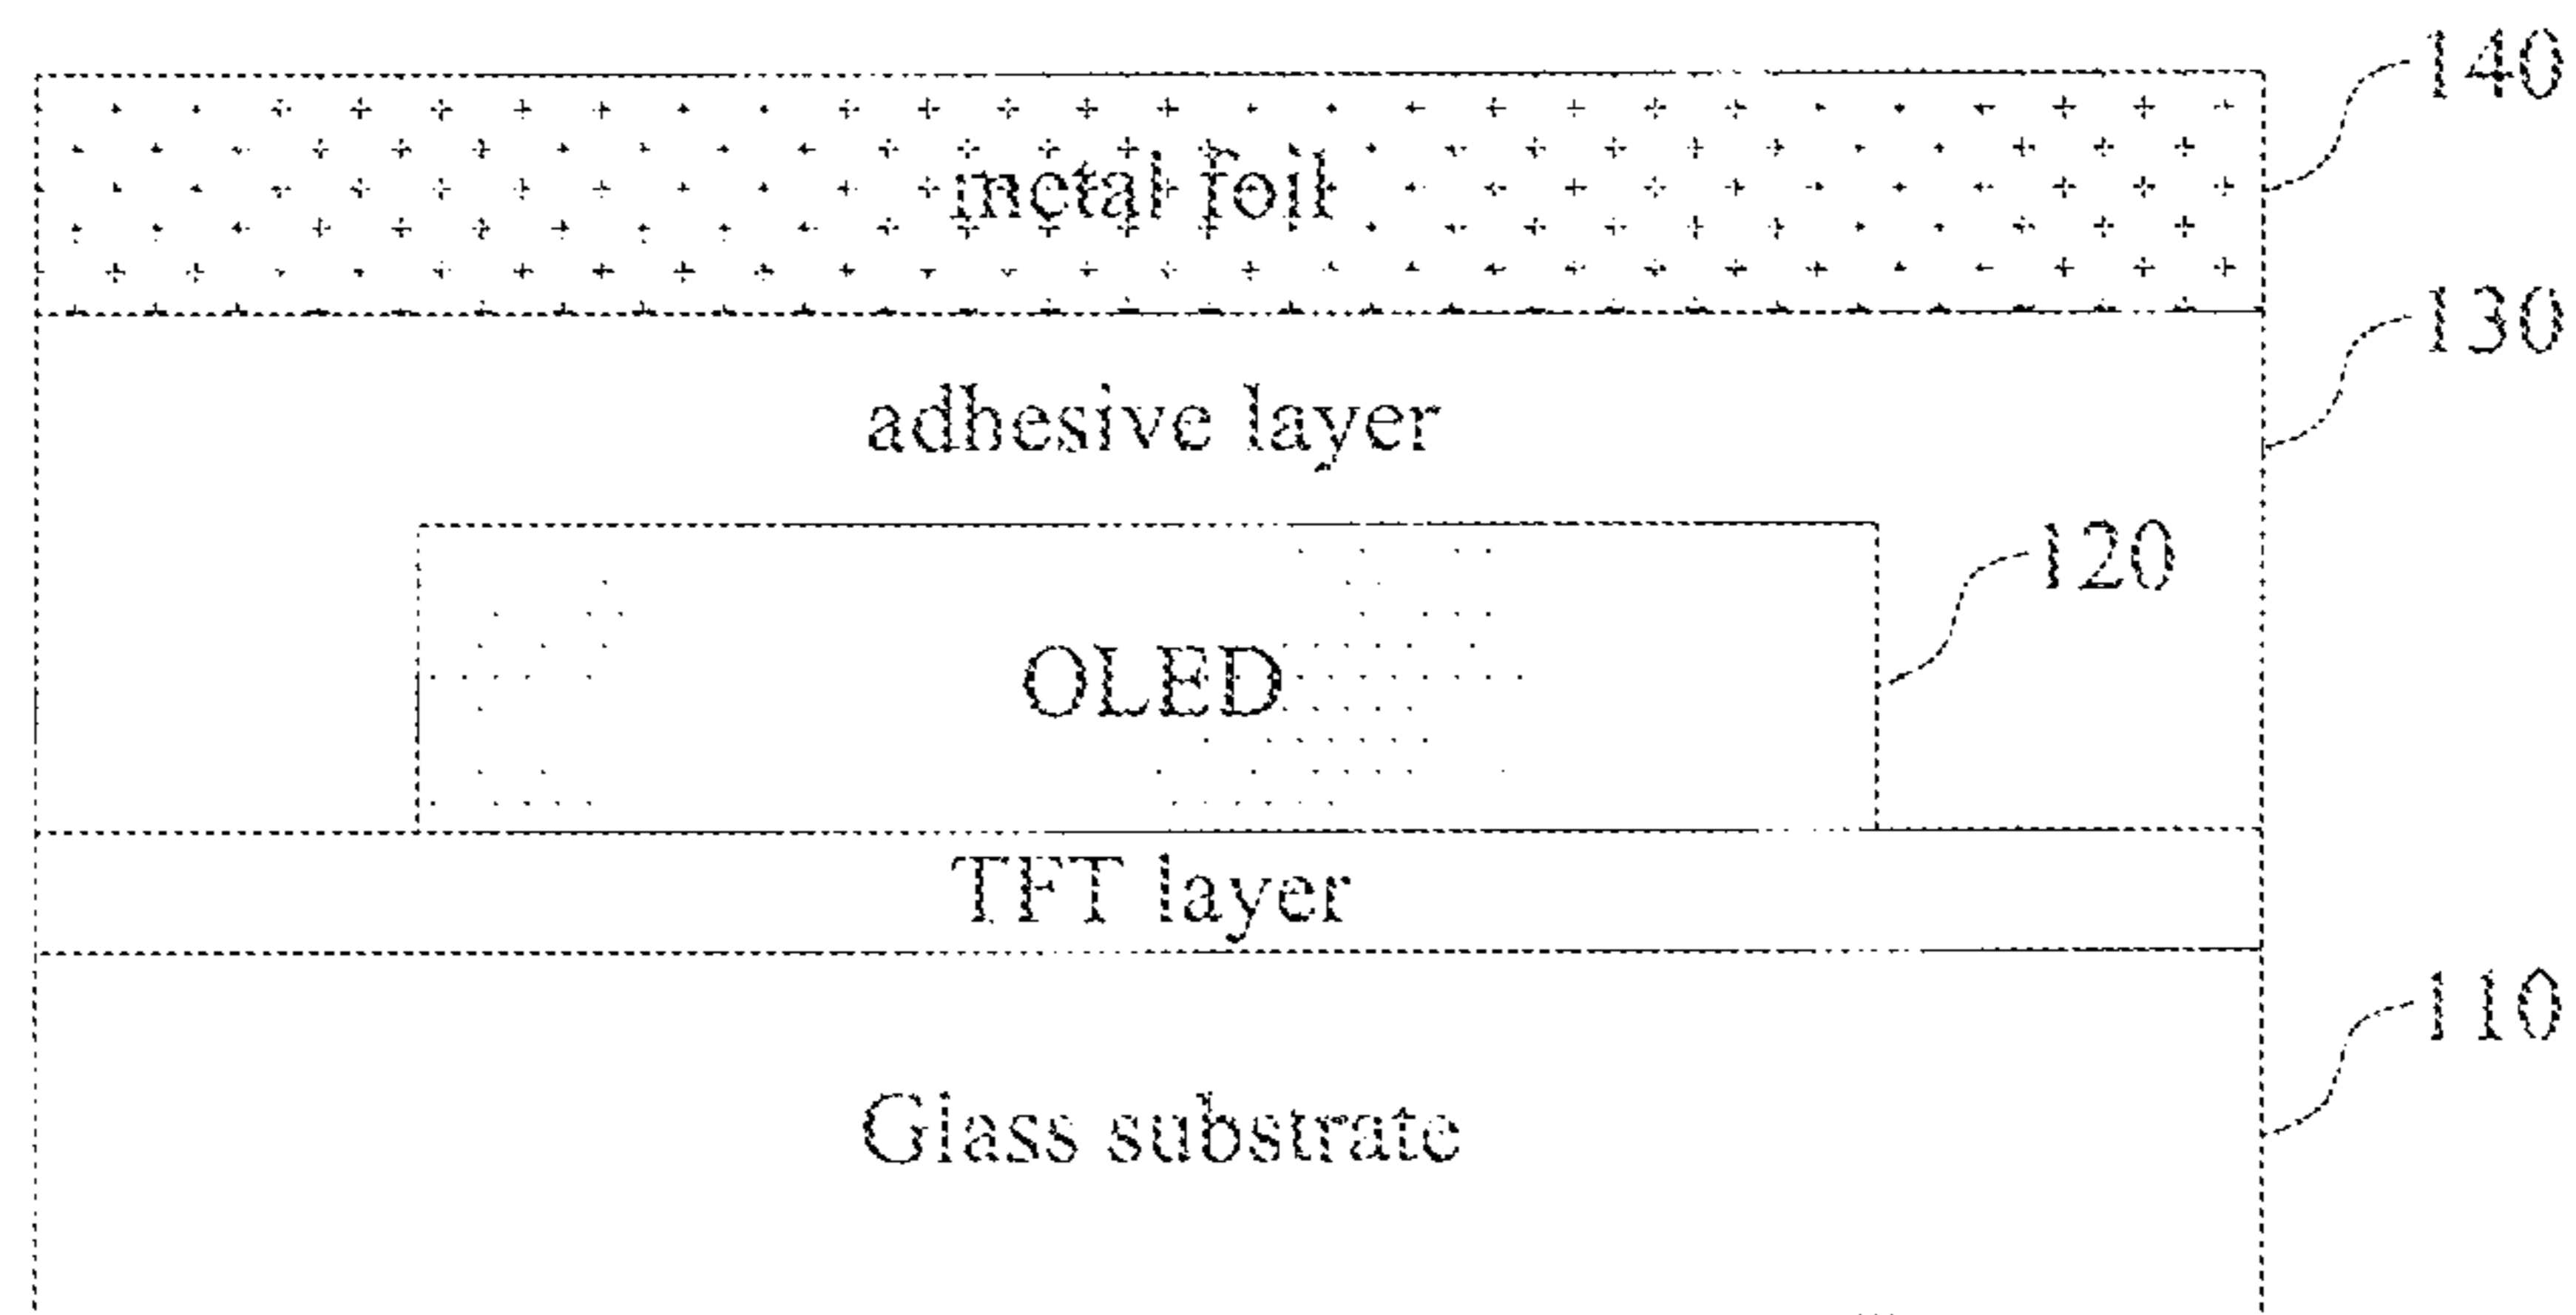 140
metal foil
130
adhesive layer
120
OLED
TFT layer
110
Glass substrate